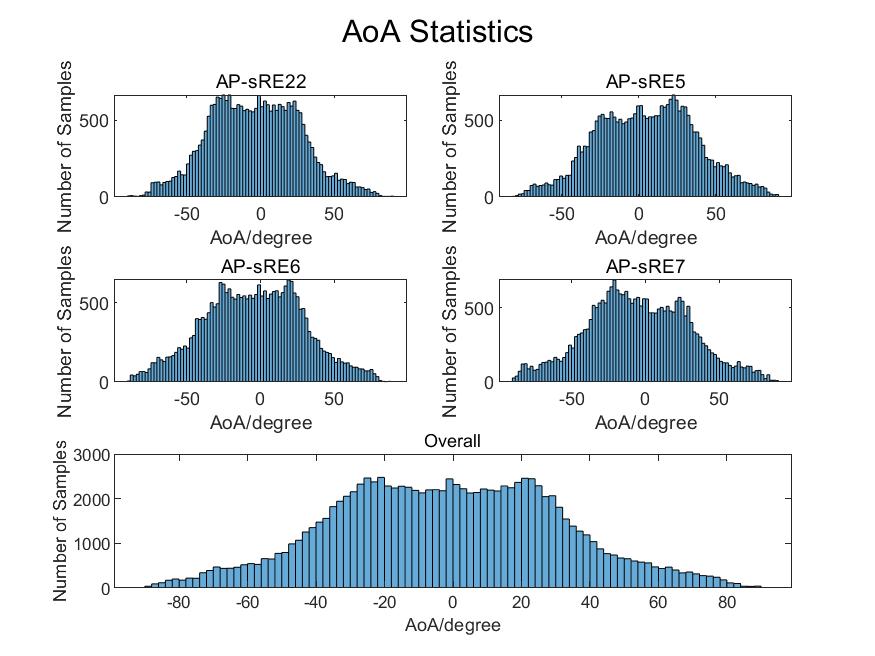 AoA Statistics
AP-sRE22
Number of Samples
500
0
-50 0 50
AoA/degree
AP-sRE5
Number of Samples
500
0
-50 0 50
AoA/degree
AP-sRE6
Number of Samples
500
0
-50 0 50
AoA/degree
AP-sRE7
Number of Samples
500
0
-50 0 50
AoA/degree
Overall
Number of Samples
3000
2000
1000
0
-80 -60 -40 -20 0 20 40 60 80
AoA/degree